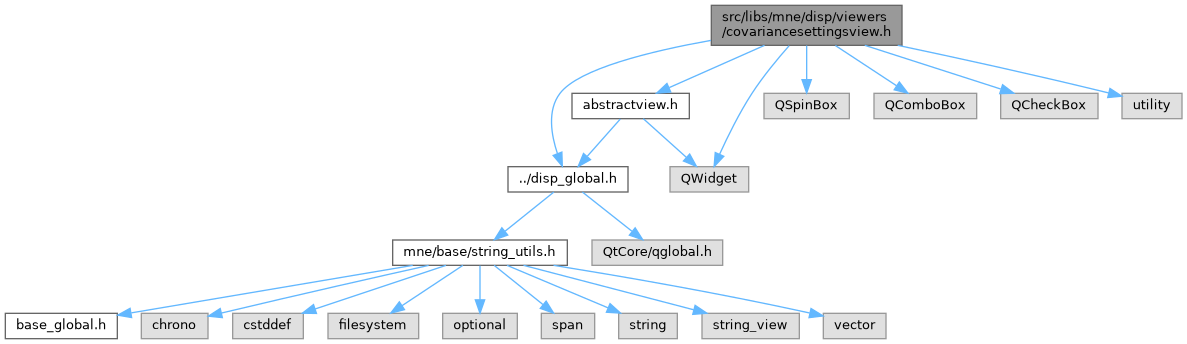 src/libs/mne/disp/viewers
/covariancesettingsview.h
abstractview.h
QSpinBox
QComboBox
QCheckBox
utility
../disp_global.h
QWidget
mne/base/string_utils.h
QtCore/qglobal.h
base_global.h
chrono
cstddef
filesystem
optional
span
string
string_view
vector